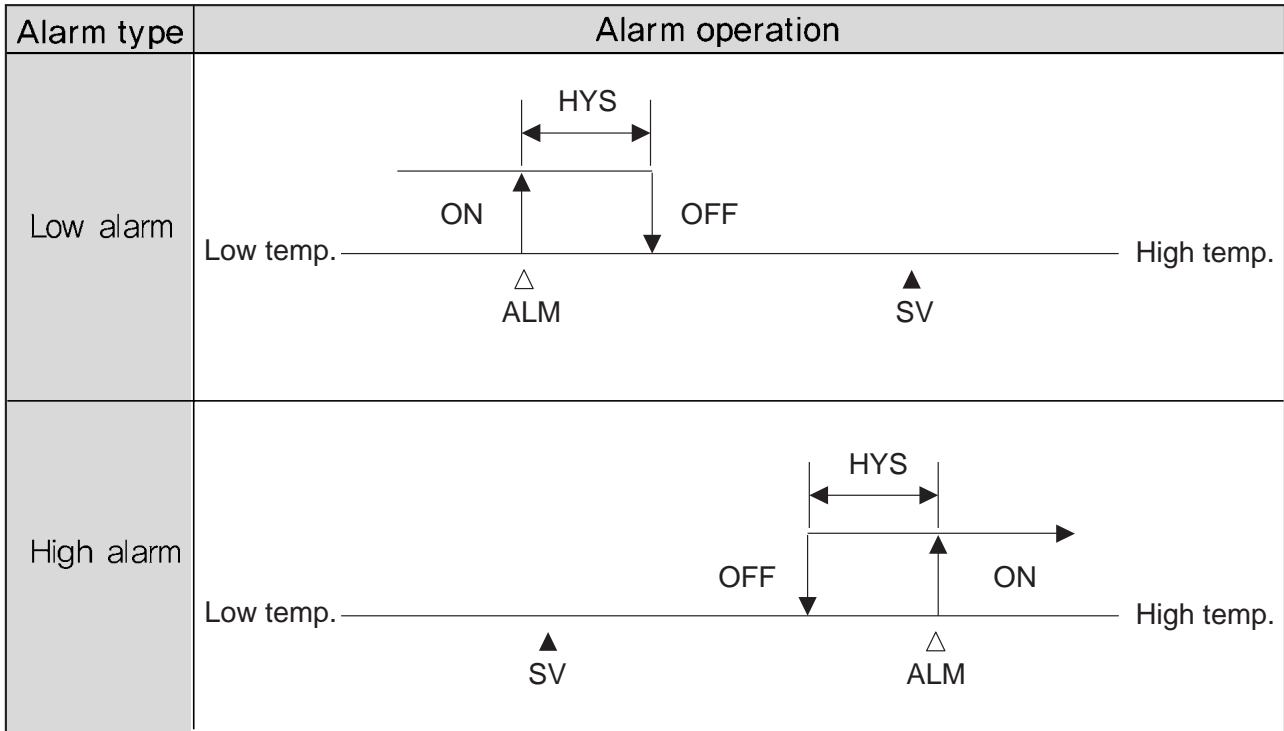 Alarm type
Alarm operation
Low alarm
HYS
ON
OFF
Low temp.
High temp.
ALM
SV
High alarm
HYS
OFF
ON
Low temp.
High temp.
SV
ALM